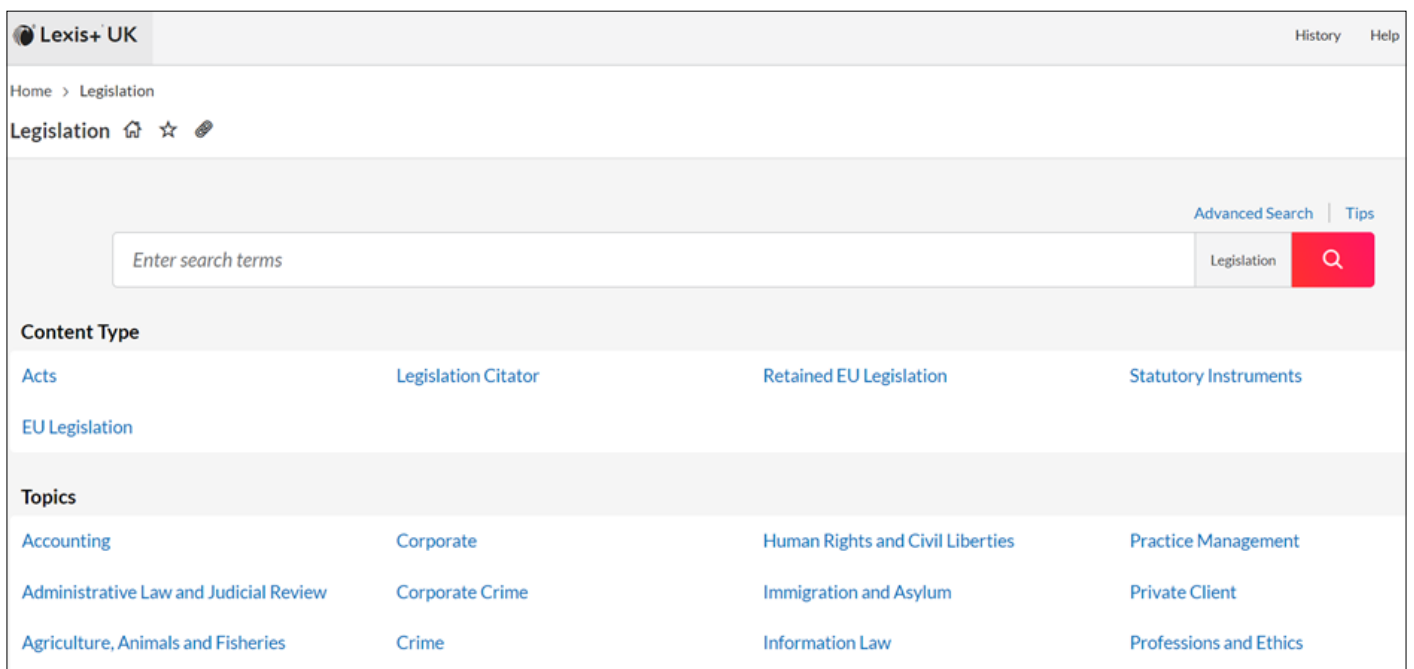 Lexis+ UK
History Help
Home > Legislation
Legislation
Advanced Search | Tips
Enter search terms
Legislation
Content Type
Acts Legislation Citator Retained EU Legislation Statutory Instruments
EU Legislation
Topics
Accounting Corporate Human Rights and Civil Liberties Practice Management
Administrative Law and Judicial Review Corporate Crime Immigration and Asylum Private Client
Agriculture, Animals and Fisheries Crime Information Law Professions and Ethics